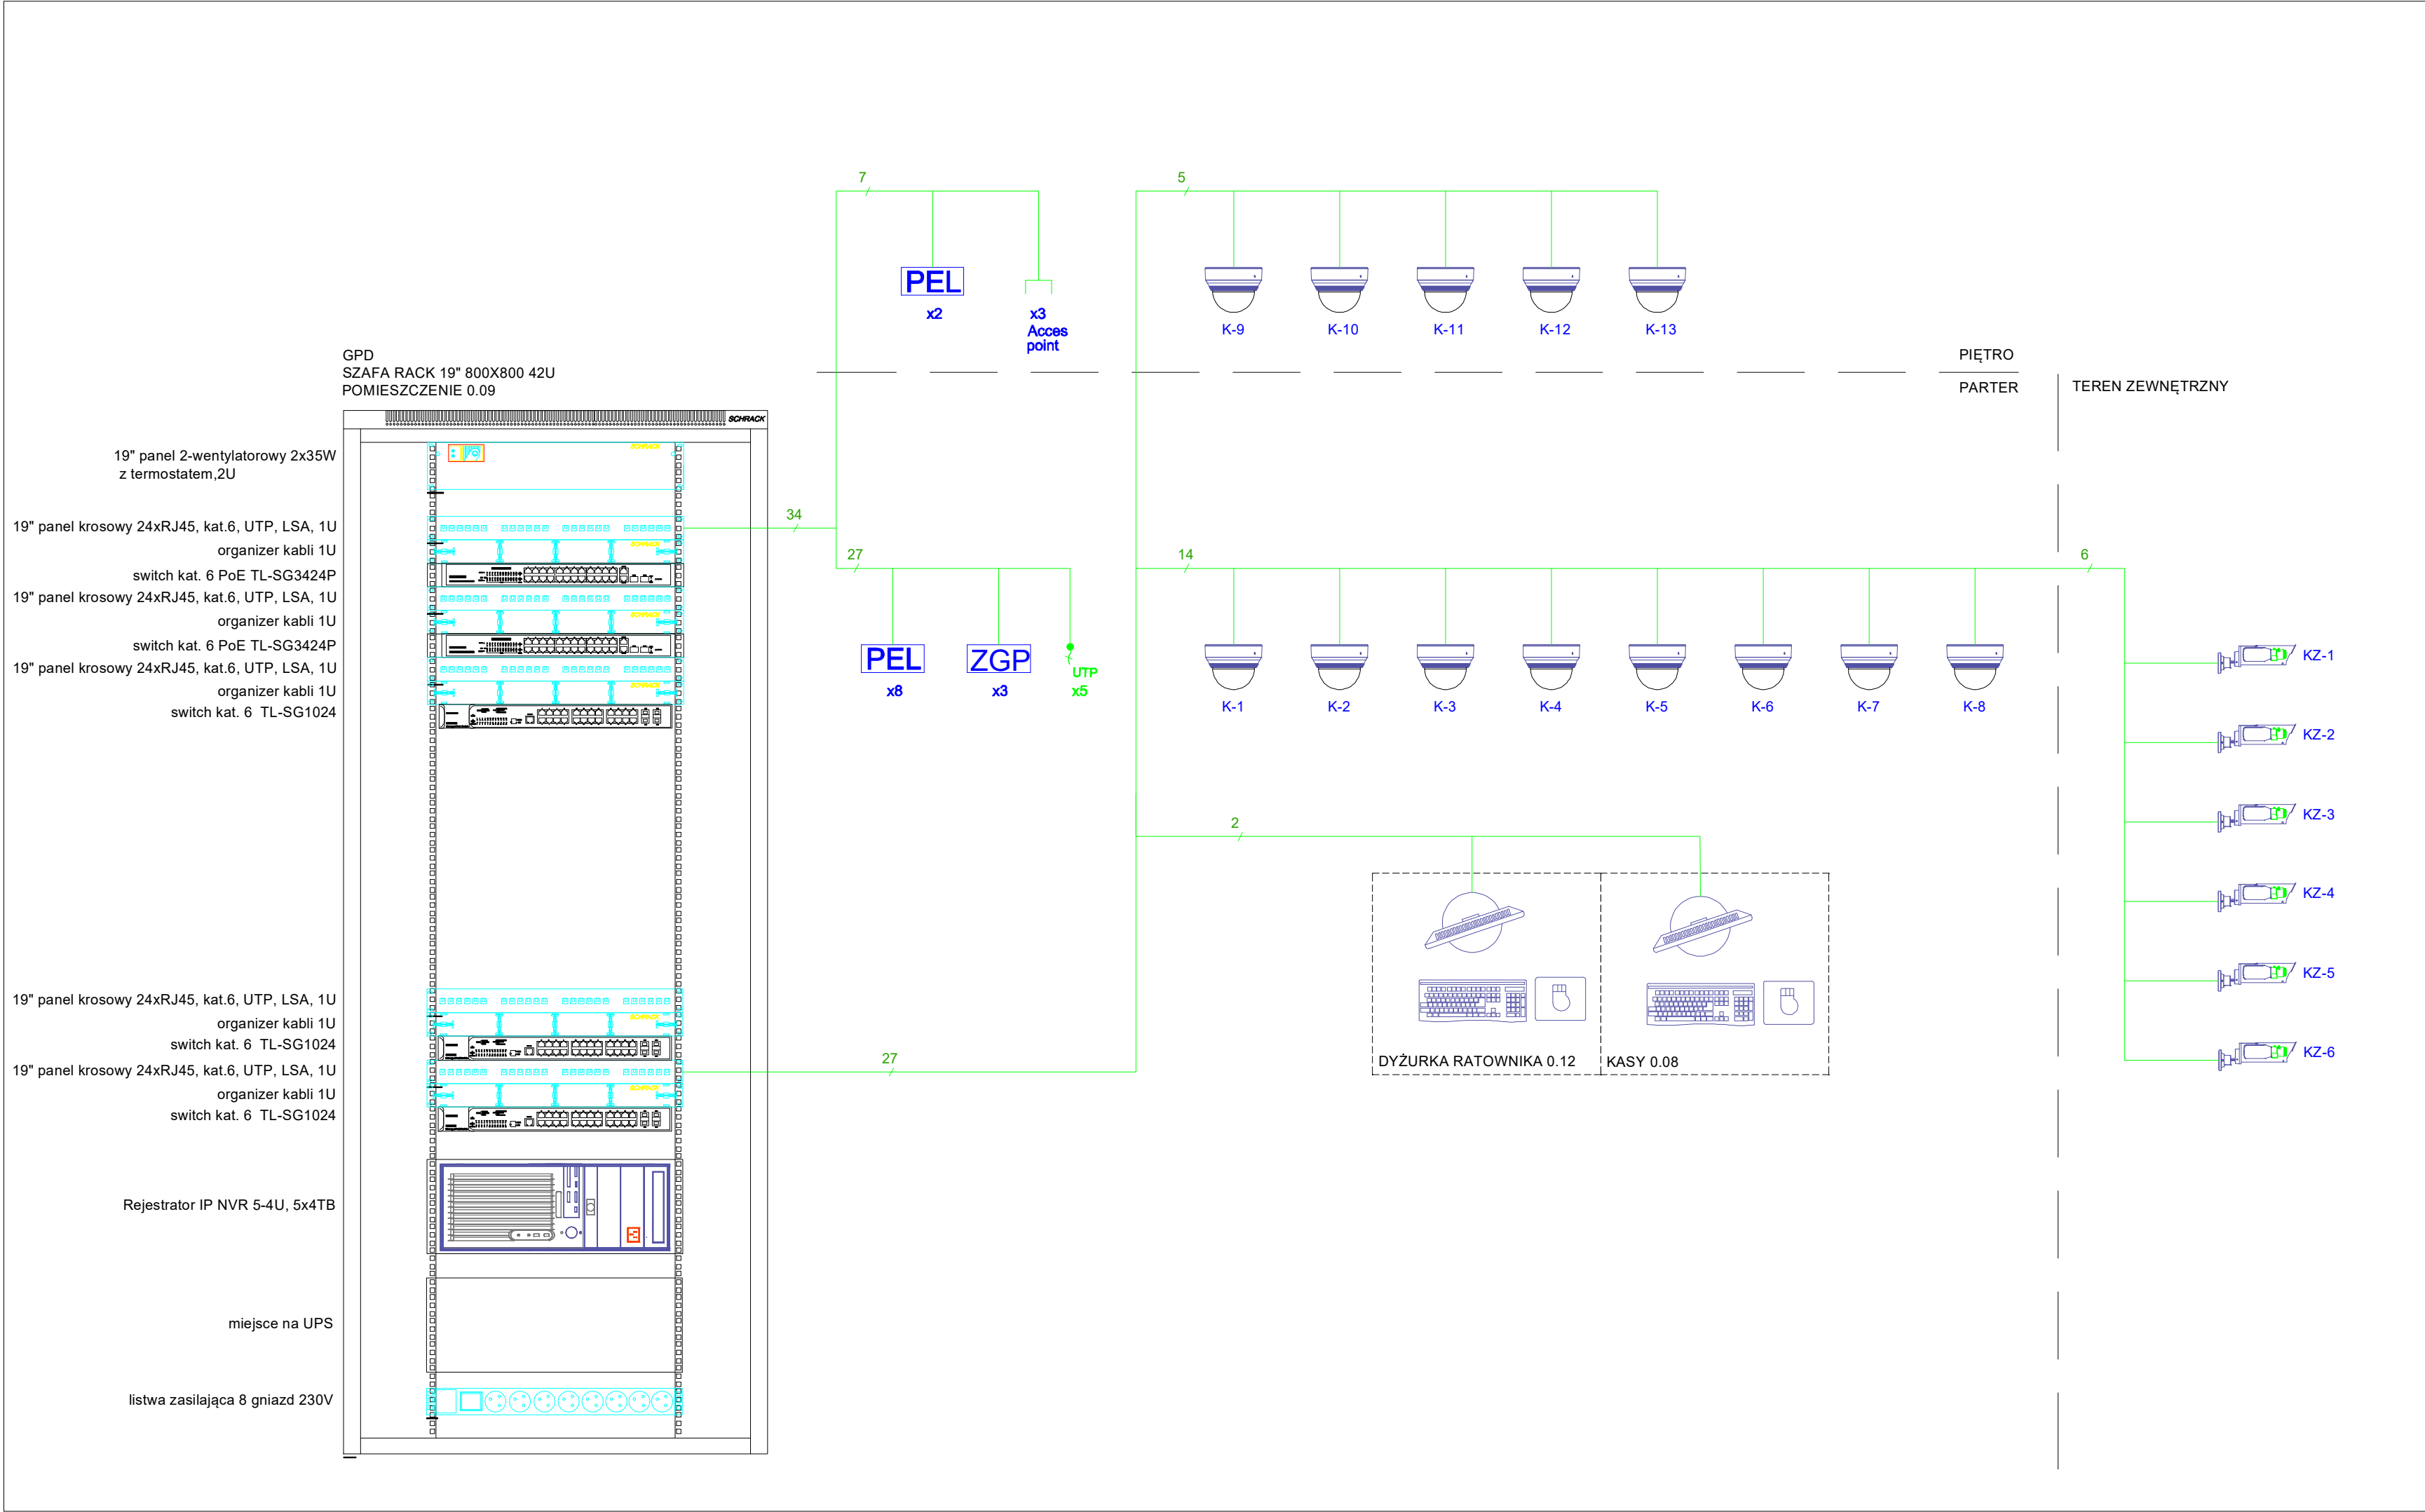 7
5
PEL
x2
x3
Acces
point
K-9
K-10
K-11
K-12
K-13
GPD
SZAFA RACK 19" 800X800 42U
POMIESZCZENIE 0.09
PIĘTRO
PARTER
TEREN ZEWNĘTRZNY
SCHRACK
19" panel 2-wentylatorowy 2x35W
z termostatem,2U
SCHRACK
19" panel krosowy 24xRJ45, kat.6, UTP, LSA, 1U
34
organizer kabli 1U
SCHRACK
switch kat. 6 PoE TL-SG3424P
27
14
6
19" panel krosowy 24xRJ45, kat.6, UTP, LSA, 1U
organizer kabli 1U
SCHRACK
switch kat. 6 PoE TL-SG3424P
19" panel krosowy 24xRJ45, kat.6, UTP, LSA, 1U
organizer kabli 1U
SCHRACK
switch kat. 6  TL-SG1024
PEL
x8
ZGP
x3
UTP
x5
K-1
K-2
K-3
K-4
K-5
K-6
K-7
K-8
KZ-1
KZ-2
KZ-3
KZ-4
KZ-5
KZ-6
2
DYŻURKA RATOWNIKA 0.12
KASY 0.08
19" panel krosowy 24xRJ45, kat.6, UTP, LSA, 1U
organizer kabli 1U
SCHRACK
switch kat. 6  TL-SG1024
19" panel krosowy 24xRJ45, kat.6, UTP, LSA, 1U
27
organizer kabli 1U
SCHRACK
switch kat. 6  TL-SG1024
Rejestrator IP NVR 5-4U, 5x4TB
miejsce na UPS
listwa zasilająca 8 gniazd 230V